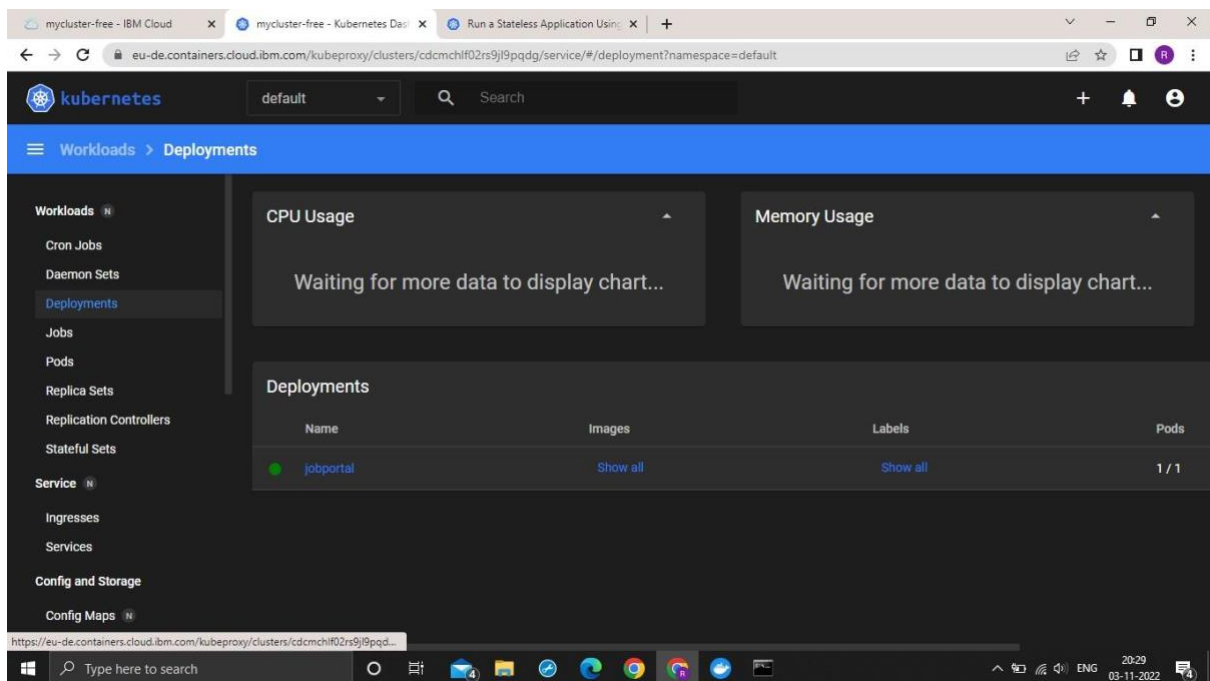 mycluster-free - IBM Cloud
mycluster-free - Kubernetes Das
Run a Stateless Application Using
eu-de.containers.cloud.ibm.com/kubeproxy/clusters/cdcmchlf02rs9jl9pqdg/service/#/deployment?namespace=default
R
kubernetes
default
Search
Workloads > Deployments
Workloads N
Cron Jobs
Daemon Sets
Deployments
Jobs
Pods
Replica Sets
Replication Controllers
Stateful Sets
Service N
Ingresses
Services
Config and Storage
Config Maps N
CPU Usage
Waiting for more data to display chart...
Memory Usage
Waiting for more data to display chart...
Deployments
Name Images Labels Pods
jobportal Show all Show all 1 / 1
https://eu-de.containers.cloud.ibm.com/kubeproxy/clusters/cdcmchlf02rs9jl9pqd...
Type here to search
4
R
ENG
20:29
03-11-2022
4